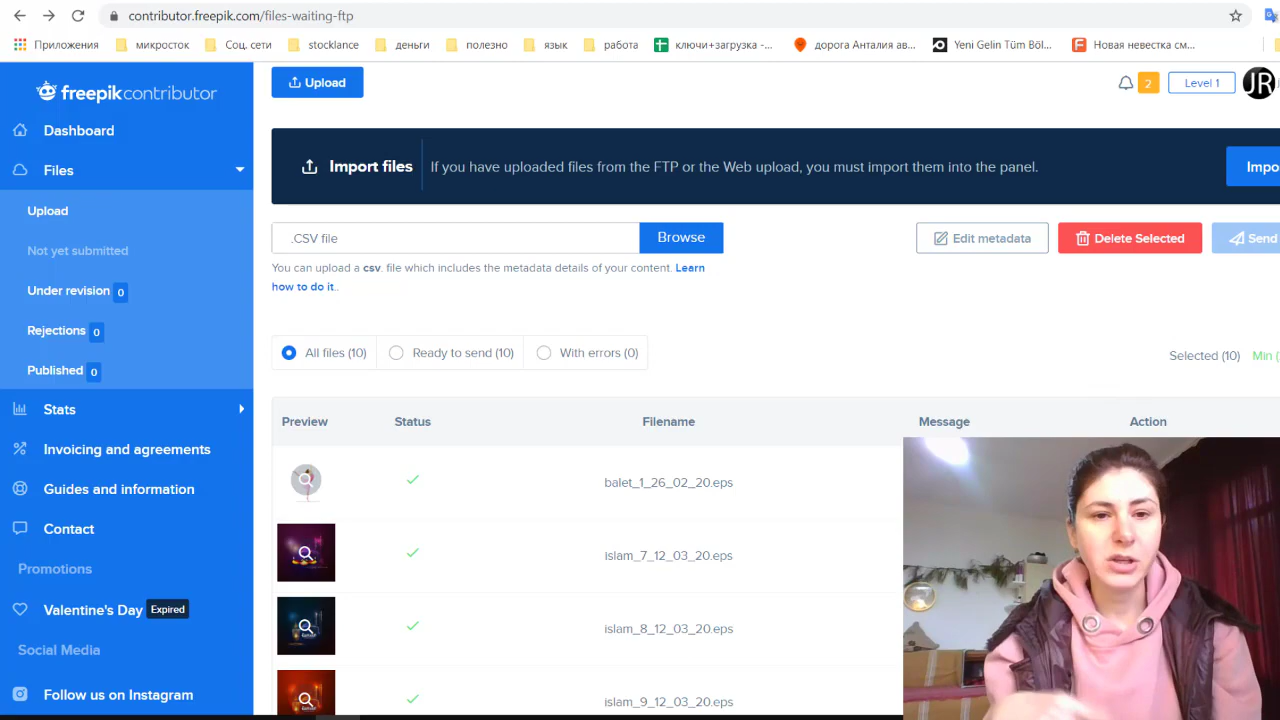 contributor.freepik.com/files-waiting-ftp
Приложения микросток Соц. сети stocklance деньги полезно язык работа ключи+загрузка -... дорога Анталия ав... Yeni Gelin Tüm Böl... Новая невестка см...
freepikcontributor
Upload
2
Level 1
JR
Dashboard
Files
Upload
Not yet submitted
Under revision 0
Rejections 0
Published 0
Stats
Invoicing and agreements
Guides and information
Contact
Promotions
Valentine's Day Expired
Social Media
Follow us on Instagram
Import files If you have uploaded files from the FTP or the Web upload, you must import them into the panel. Impo
.CSV file Browse Edit metadata Delete Selected Send
You can upload a csv. file which includes the metadata details of your content. Learn
how to do it..
All files (10) Ready to send (10) With errors (0) Selected (10) Min (
Preview Status Filename Message Action
balet_1_26_02_20.eps
islam_7_12_03_20.eps
islam_8_12_03_20.eps
islam_9_12_03_20.eps